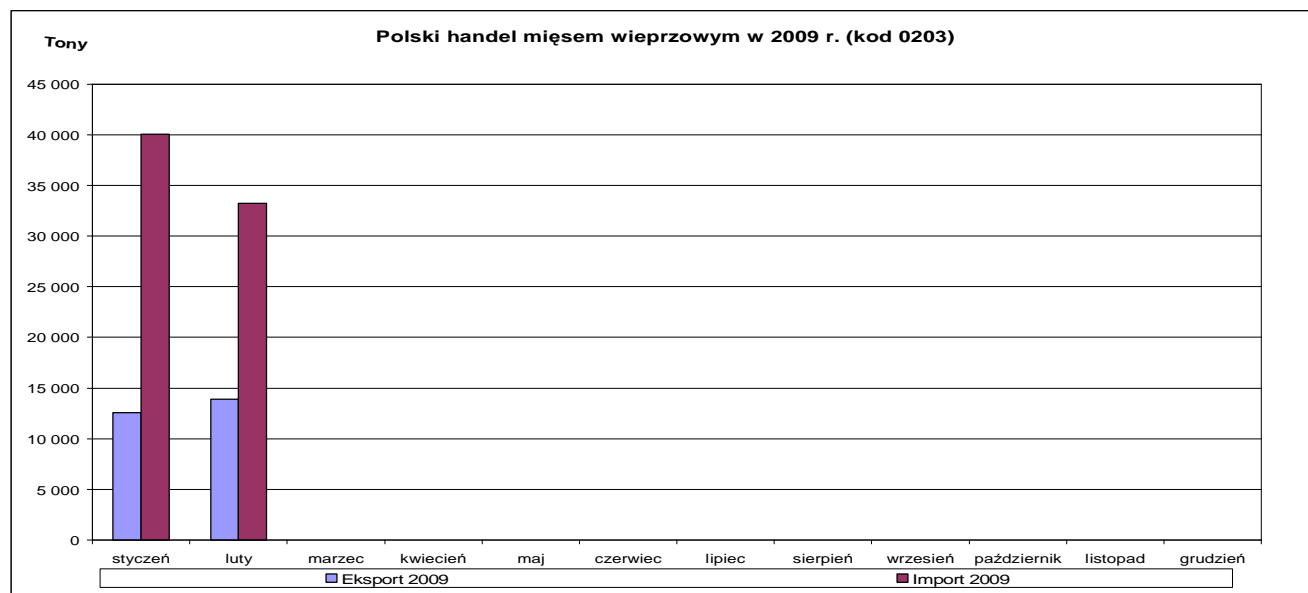 Tony
Polski handel mięsem wieprzowym w 2009 r. (kod 0203)
45 000
40 000
35 000
30 000
25 000
20 000
15 000
10 000
5 000
0
styczeń luty marzec kwiecień maj czerwiec lipiec sierpień wrzesień październik listopad grudzień
Eksport 2009 Import 2009